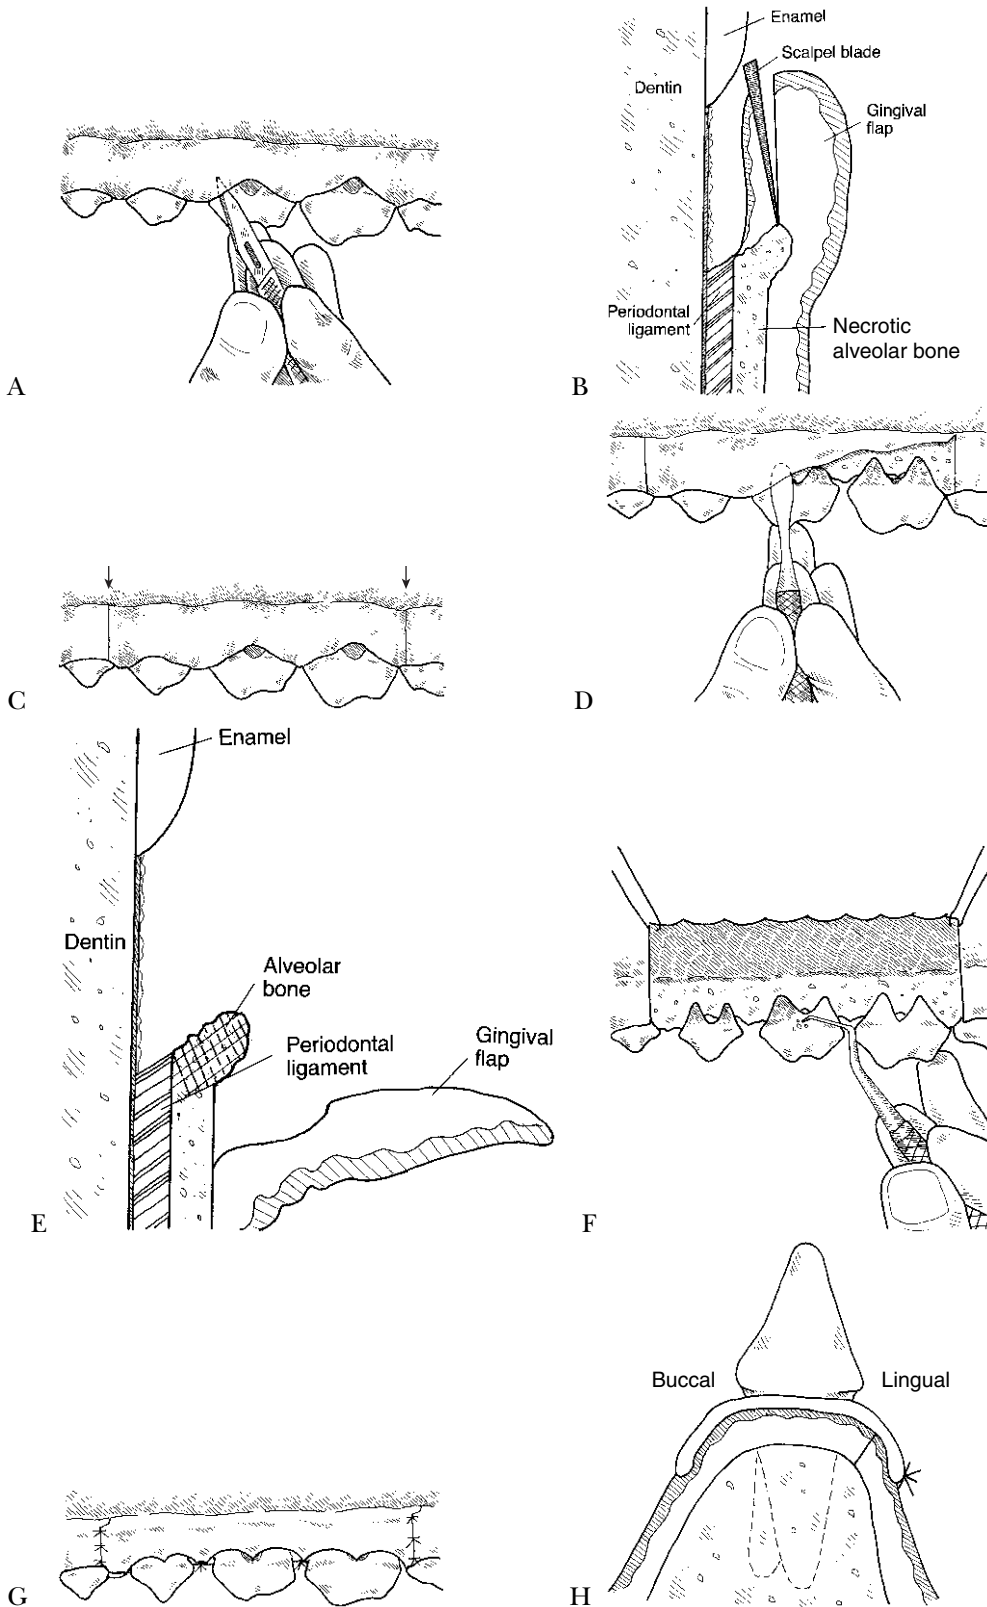 A
Enamel
Scalpel blade
Dentin
Gingival
flap
Periodontal
ligament
Necrotic
alveolar bone
B
C
D
Enamel
Dentin
Alveolar
bone
Periodontal
ligament
Gingival
flap
E
F
G
Buccal
Lingual
H